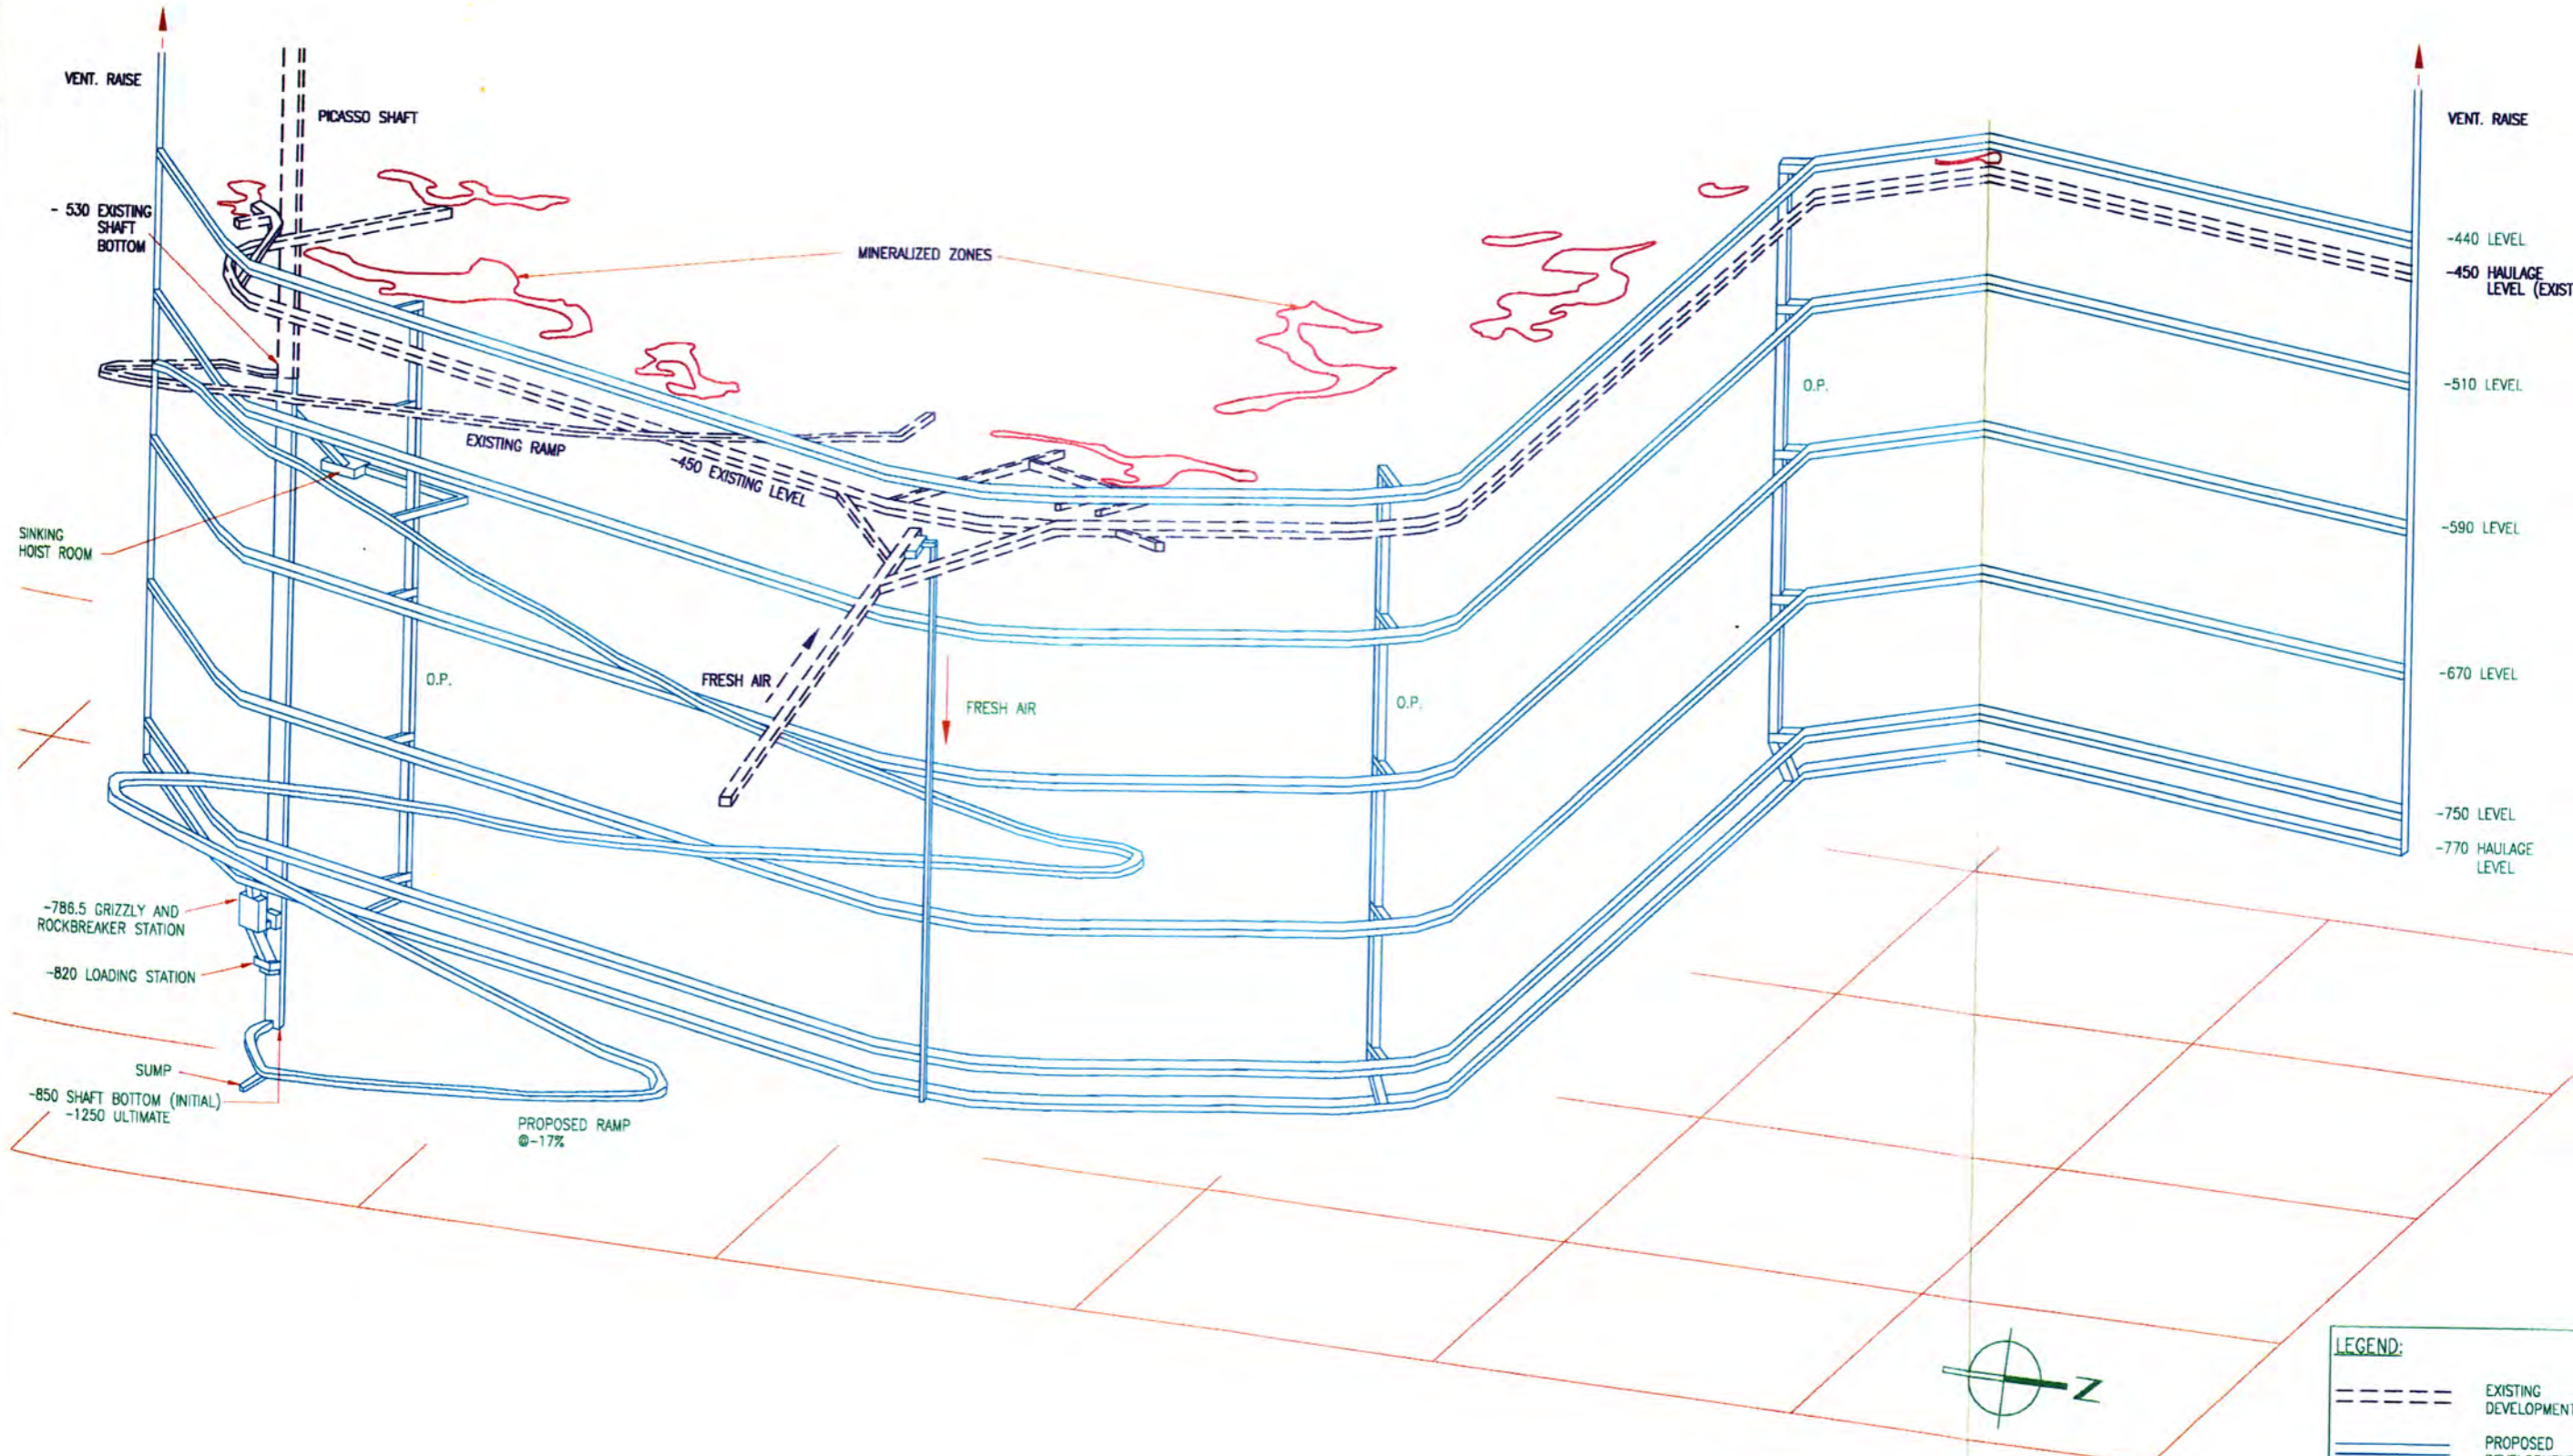 VENT. RAISE
PICASSO SHAFT
VENT. RAISE
- 530 EXISTING
SHAFT
BOTTOM
MINERALIZED ZONES
-440 LEVEL
-450 HAULAGE
LEVEL (EXIST
-510 LEVEL
O.P.
EXISTING RAMP
-450 EXISTING LEVEL
SINKING
HOIST ROOM
-590 LEVEL
O.P.
FRESH AIR
FRESH AIR
O.P.
-670 LEVEL
-750 LEVEL
-770 HAULAGE
LEVEL
-786.5 GRIZZLY AND
ROCKBREAKER STATION
-820 LOADING STATION
SUMP
-850 SHAFT BOTTOM (INITIAL)
-1250 ULTIMATE
PROPOSED RAMP
@-17%
Z
LEGEND:
EXISTING
DEVELOPMENT
PROPOSED